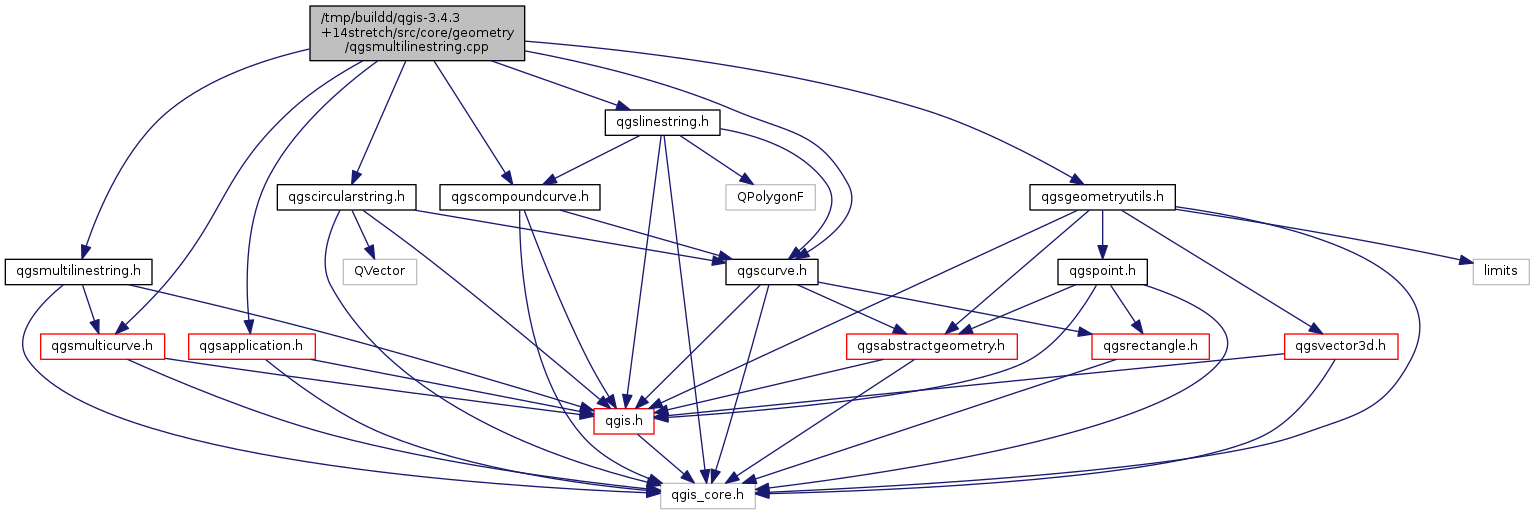 /tmp/buildd/qgis-3.4.3
+14stretch/src/core/geometry
/qgsmultilinestring.cpp
qgslinestring.h
qgscircularstring.h
qgscompoundcurve.h
QPolygonF
qgsgeometryutils.h
qgsmultilinestring.h
QVector
qgscurve.h
qgspoint.h
limits
qgsmulticurve.h
qgsapplication.h
qgsabstractgeometry.h
qgsrectangle.h
qgsvector3d.h
qgis.h
qgis_core.h